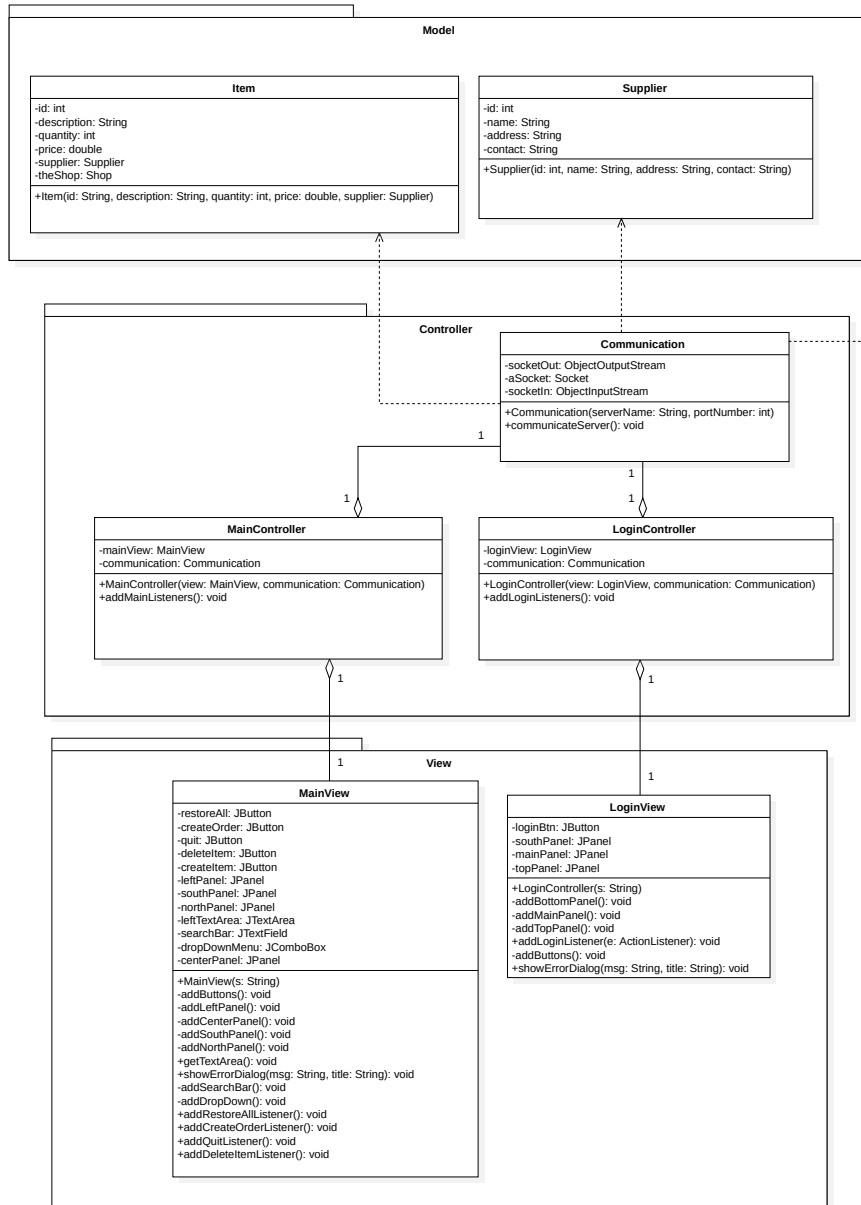 Model
Item
-id: int
-description: String
-quantity: int
-price: double
-supplier: Supplier
-theShop: Shop
+Item(id: String, description: String, quantity: int, price: double, supplier: Supplier)
Supplier
-id: int
-name: String
-address: String
-contact: String
+Supplier(id: int, name: String, address: String, contact: String)
Controller
Communication
-socketOut: ObjectOutputStream
-aSocket: Socket
-socketIn: ObjectInputStream
+Communication(serverName: String, portNumber: int)
+communicateServer(): void
1
1
1
1
MainController
-mainView: MainView
-communication: Communication
+MainController(view: MainView, communication: Communication)
+addMainListeners(): void
LoginController
-loginView: LoginView
-communication: Communication
+LoginController(view: LoginView, communication: Communication)
+addLoginListeners(): void
1
1
View
1
1
MainView
-restoreAll: JButton
-createOrder: JButton
-quit: JButton
-deleteItem: JButton
-createItem: JButton
-leftPanel: JPanel
-southPanel: JPanel
-northPanel: JPanel
-leftTextArea: JTextArea
-searchBar: JTextField
-dropDownMenu: JComboBox
-centerPanel: JPanel
+MainView(s: String)
-addButtons(): void
-addLeftPanel(): void
-addCenterPanel(): void
-addSouthPanel(): void
-addNorthPanel(): void
+getTextArea(): void
+showErrorDialog(msg: String, title: String): void
-addSearchBar(): void
-addDropDown(): void
+addRestoreAllListener(): void
+addCreateOrderListener(): void
+addQuitListener(): void
+addDeleteItemListener(): void
LoginView
-loginBtn: JButton
-southPanel: JPanel
-mainPanel: JPanel
-topPanel: JPanel
+LoginController(s: String)
-addBottomPanel(): void
-addMainPanel(): void
-addTopPanel(): void
+addLoginListener(e: ActionListener): void
-addButtons(): void
+showErrorDialog(msg: String, title: String): void